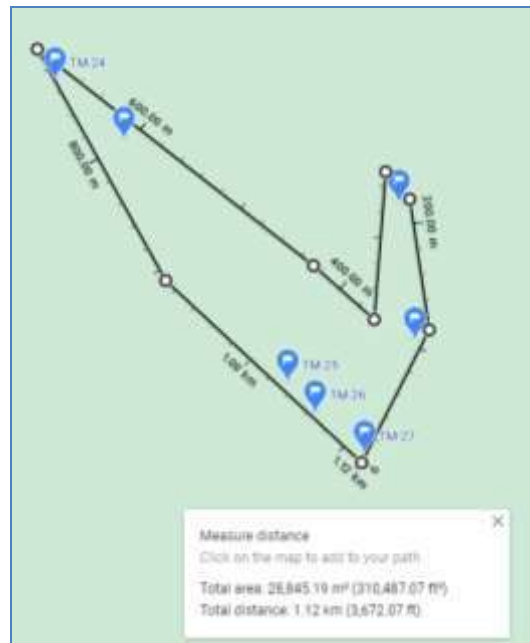 TM 24
600.00 m
800.00 m
200.00 m
400.00 m
TM 25
1.00 km
TM 26
TM 27
1.12 km
Measure distance
Click on the map to add to your path
Total area: 28,845.19 m² (310,487.07 ft²)
Total distance: 1.12 km (3,672.07 ft)